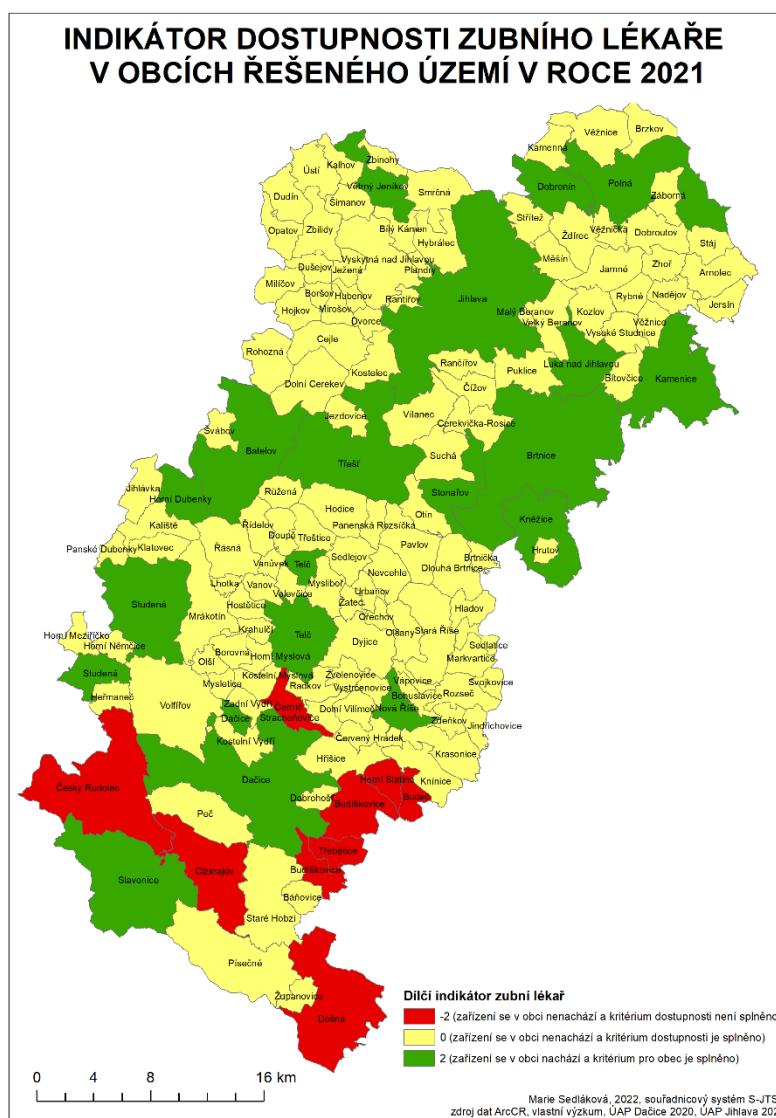 INDIKÁTOR DOSTUPNOSTI ZUBNÍHO LÉKAŘE
V OBCÍCH ŘEŠENÉHO ÚZEMÍ V ROCE 2021
Věžnice
Brzkov
Kamenná
Zbinohy
Kalhov
Ústí
Větrný Jeníkov
Smrčná
Dobronín
Polná
Záborná
Dudín
Šimanov
Střítež
Věžnička
Opatov
Zbilidy
Bílý Kámen
Hybrálec
Ždírec
Dobroutov
Stáj
Vyskytná nad Jihlavou
Měšín
Dušejov
Ježená
Plandry
Jamné
Zhoř
Arnolec
Milíčov
Boršov
Hubenov
Rantířov
Jihlava
Rybné
Nadějov
Jersín
Hojkov
Mirošov
Malý Beranov
Kozlov
Dvorce
Velký Beranov
Věžnice
Vysoké Studnice
Cejle
Rohozná
Rančířov
Luka nad Jihlavou
Kostelec
Puklice
Bítovčice
Kamenice
Dolní Cerekev
Čížov
Jezdovice
Vílanec
Cerekvička-Rosice
Švábov
Batelov
Třešť
Suchá
Brtnice
Jihlávka
Růžená
Stonařov
Horní Dubenky
Hodice
Otín
Kněžice
Kaliště
Řídelov
Doupě
Třeštice
Panenská Rozsíčka
Panské Dubenky
Klatovec
Řásná
Sedlejov
Pavlov
Hrutov
Vanůvek
Telč
Brtnička
Nevcehle
Dlouhá Brtnice
Lhotka
Vanov
Volevčice
Mysliboř
Urbanov
Studená
Hostětice
Žatec
Hladov
Mrákotín
Ořechov
Krahulčí
Telč
Olšany
Stará Říše
Horní Meziříčko
Horní Němčice
Borovná
Dyjice
Sedlatice
Olší
Horní Myslová
Markvartice
Studená
Kostelní Myslová
Zvolenovice
Vápovice
Svojkovice
Mysletice
Radkov
Vystrčenovice
Bohuslavice
Rozseč
Heřmaneč
Volfířov
Zadní Vydří
Černíč
Dolní Vilímeč
Nová Říše
Dačice
Strachoňovice
Zdeňkov
Jindřichovice
Kostelní Vydří
Červený Hrádek
Krasonice
Hříšice
Dačice
Horní Slatina
Knínice
Český Rudolec
Dobrohošť
Budíškovice
Budeč
Peč
Třebětice
Slavonice
Cizkrajov
Budíškovice
Báňovice
Staré Hobzí
Písečné
Županovice
Dešná
Dílčí indikátor zubní lékař
-2 (zařízení se v obci nenachází a kritérium dostupnosti není splněno
0 (zařízení se v obci nenachází a kritérium dostupnosti je splněno)
2 (zařízení se v obci nachází a kritérium pro obec je splněno)
0 4 8 16 km
Marie Sedláková, 2022, souřadnicový systém S-JTS
zdroj dat ArcCR, vlastní výzkum, ÚAP Dačice 2020, ÚAP Jihlava 202